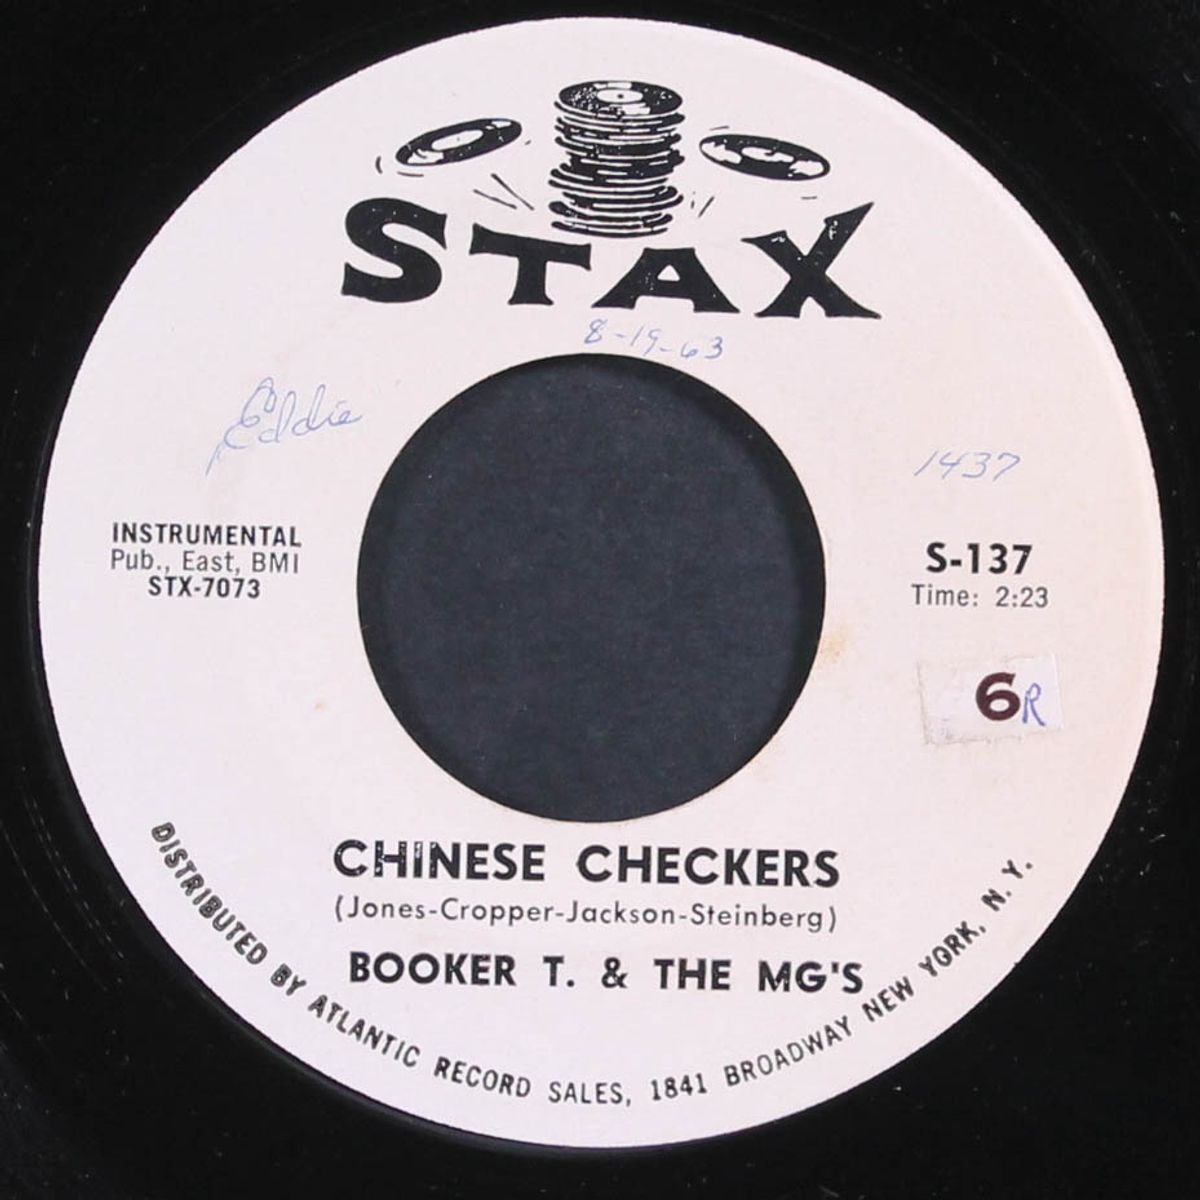 STAX
8-19-63
Eddie
1437
INSTRUMENTAL
Pub., East, BMI
STX-7073
S-137
Time: 2:23
6R
CHINESE CHECKERS
(Jones-Cropper-Jackson-Steinberg)
BOOKER T. & THE MG'S
DISTRIBUTED BY ATLANTIC RECORD SALES, 1841 BROADWAY NEW YORK, N. Y.